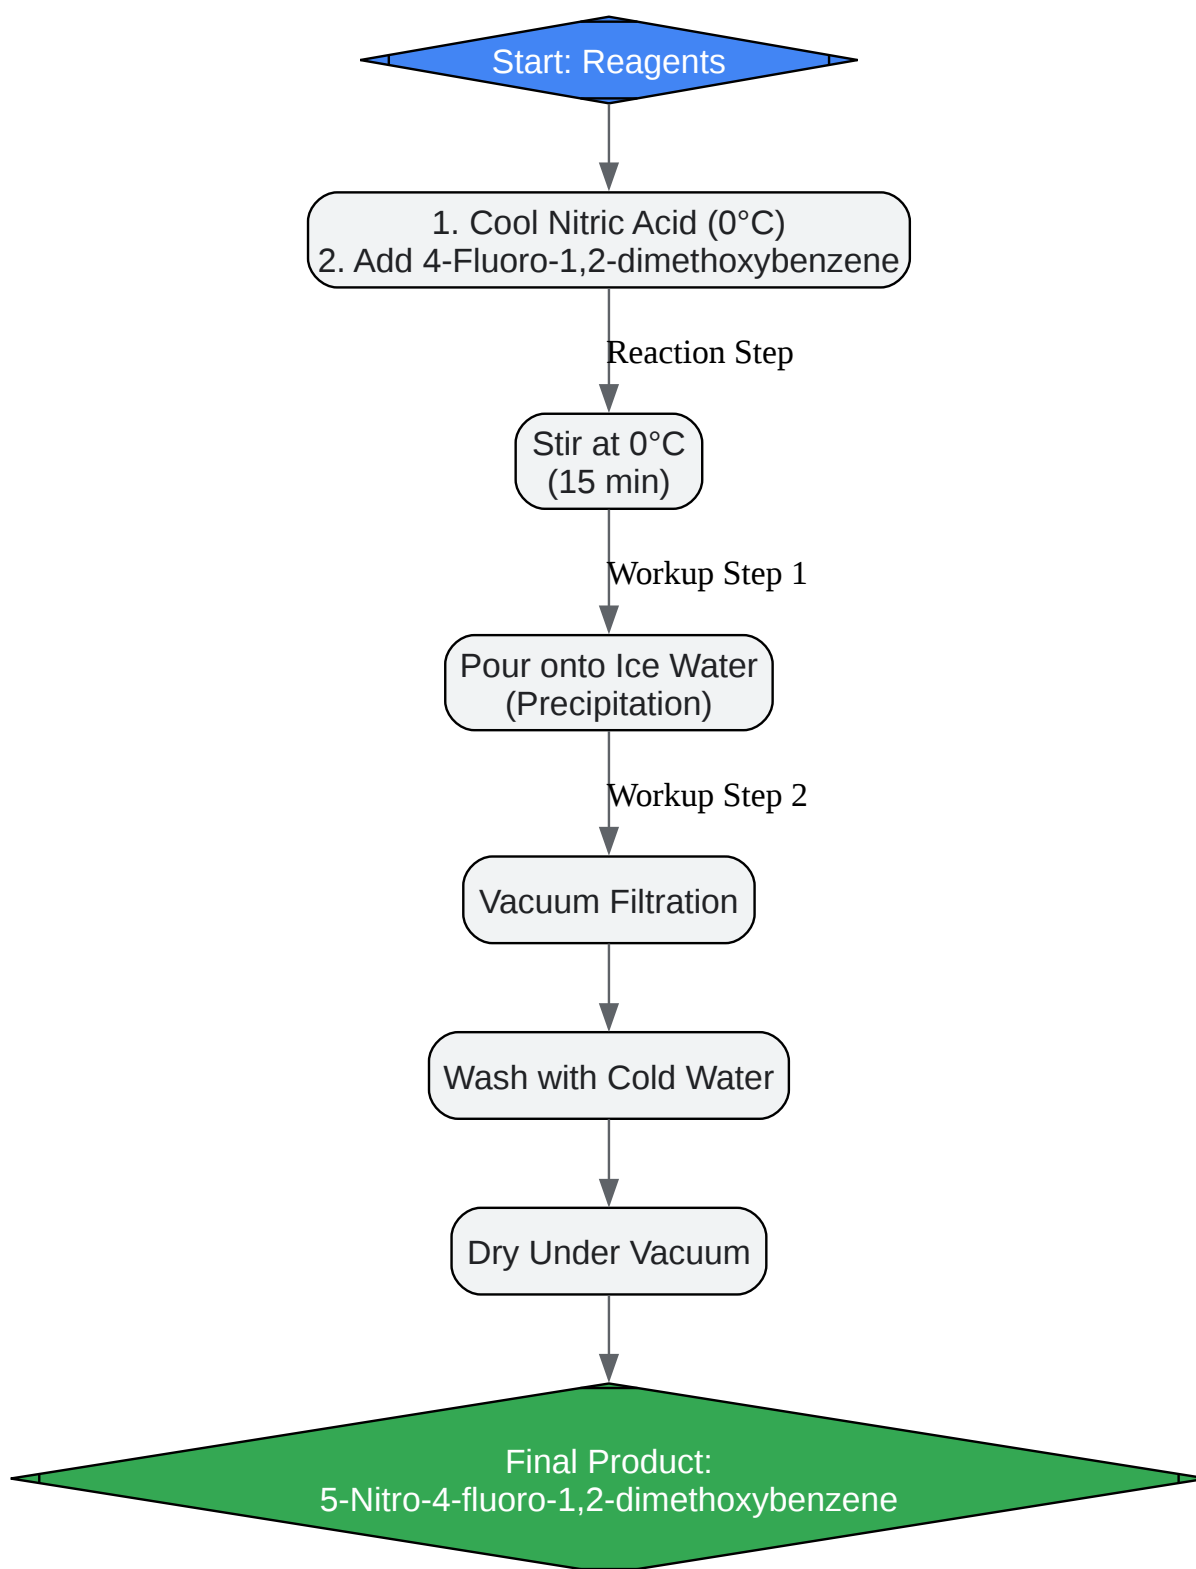 Start: Reagents
1. Cool Nitric Acid (0°C)
2. Add 4-Fluoro-1,2-dimethoxybenzene
Reaction Step
Stir at 0°C
(15 min)
Workup Step 1
Pour onto Ice Water
(Precipitation)
Workup Step 2
Vacuum Filtration
Wash with Cold Water
Dry Under Vacuum
Final Product:
5-Nitro-4-fluoro-1,2-dimethoxybenzene